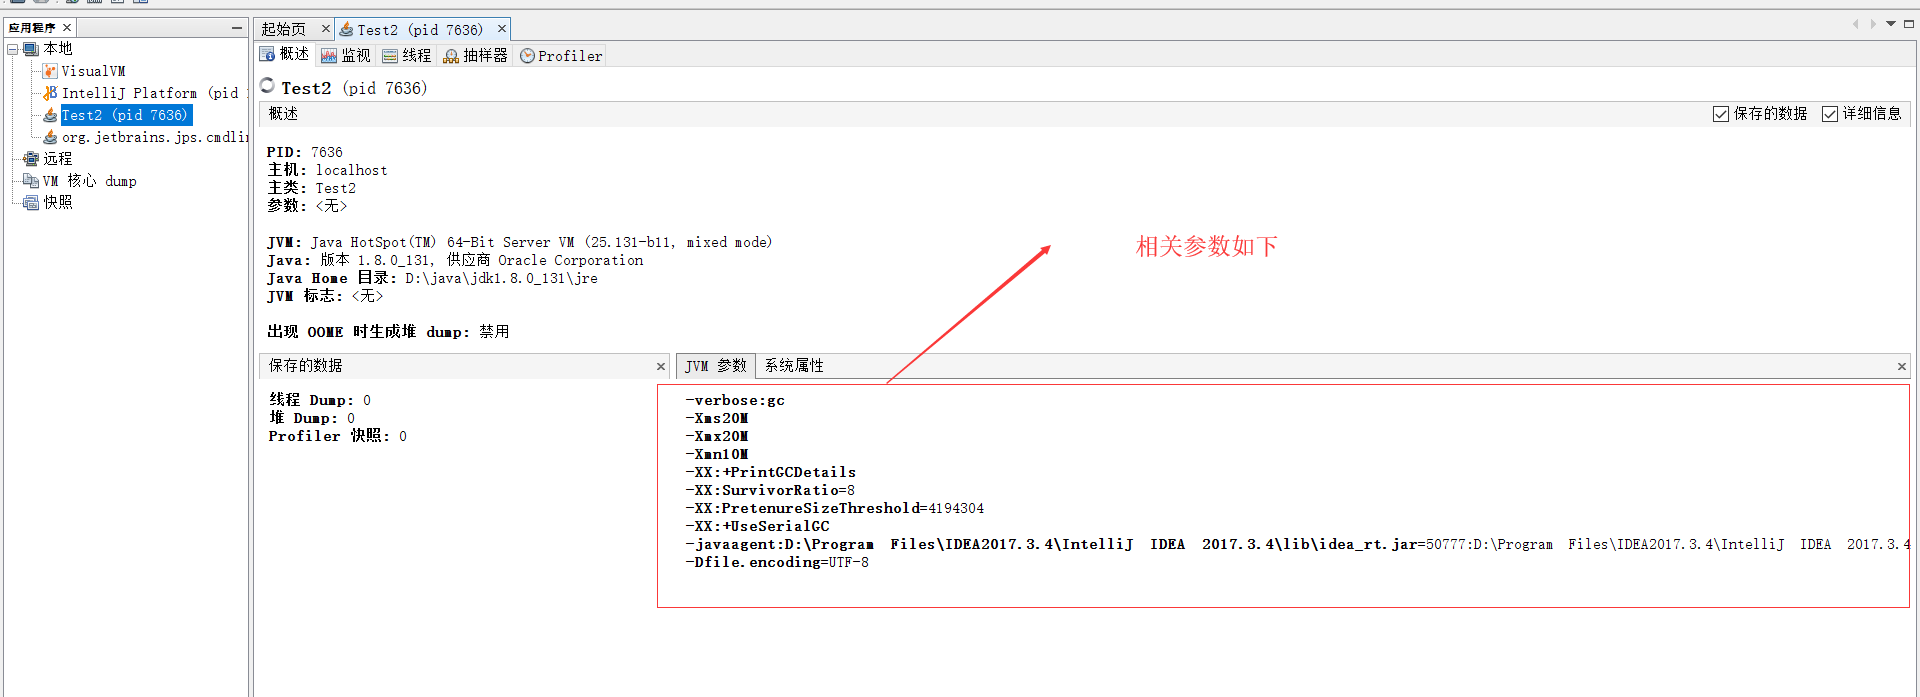 应用程序
本地
VisualVM
IntelliJ Platform (pid
Test2 (pid 7636)
org.jetbrains.jps.cmdli
远程
VM 核心 dump
快照
起始页
Test2 (pid 7636)
概述 监视 线程 抽样器 Profiler
Test2 (pid 7636)
概述
保存的数据 详细信息
PID: 7636
主机: localhost
主类: Test2
参数: <无>
JVM: Java HotSpot(TM) 64-Bit Server VM (25.131-b11, mixed mode)
Java: 版本 1.8.0_131, 供应商 Oracle Corporation
Java Home 目录: D:\java\jdk1.8.0_131\jre
JVM 标志: <无>
出现 OOME 时生成堆 dump: 禁用
相关参数如下
保存的数据
线程 Dump: 0
堆 Dump: 0
Profiler 快照: 0
JVM 参数 系统属性
-verbose:gc
-Xms20M
-Xmx20M
-Xmn10M
-XX:+PrintGCDetails
-XX:SurvivorRatio=8
-XX:PretenureSizeThreshold=4194304
-XX:+UseSerialGC
-javaagent:D:\Program Files\IDEA2017.3.4\IntelliJ IDEA 2017.3.4\lib\idea_rt.jar=50777:D:\Program Files\IDEA2017.3.4\IntelliJ IDEA 2017.3.4
-Dfile.encoding=UTF-8